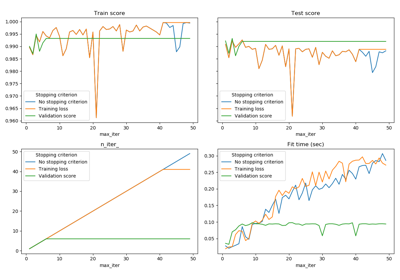 Train score
Test score
1.000
0.995
0.990
0.985
0.980
0.975
0.970
0.965
0.960
Stopping criterion
No stopping criterion
Training loss
Validation score
Stopping criterion
No stopping criterion
Training loss
Validation score
0 10 20 30 40 50
max_iter
0 10 20 30 40 50
max_iter
n_iter_
Fit time (sec)
50
40
30
20
10
0
Stopping criterion
No stopping criterion
Training loss
Validation score
0.30
0.25
0.20
0.15
0.10
0.05
Stopping criterion
No stopping criterion
Training loss
Validation score
0 10 20 30 40 50
max_iter
0 10 20 30 40 50
max_iter